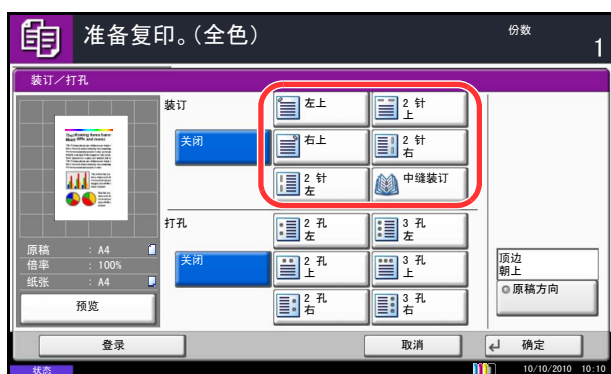 准备复印。(全色)
份数
1
装订/打孔
装订
关闭
左上
2 针
上
右上
2 针
右
2 针
左
中缝装订
打孔
关闭
2 孔
左
3 孔
左
2 孔
上
3 孔
上
2 孔
右
3 孔
右
原稿 : A4
倍率 : 100%
纸张 : A4
预览
顶边
朝上
原稿方向
登录
取消
确定
状态
10/10/2010 10:10